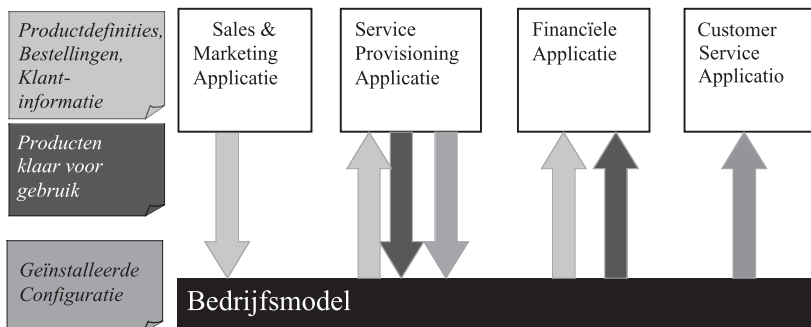 Productdefinities,
Bestellingen,
Klant-
informatie
Producten
klaar voor
gebruik
Geïnstalleerde
Configuratie
Sales &
Marketing
Applicatie
Service
Provisioning
Applicatie
Financïele
Applicatie
Customer
Service
Applicatio
Bedrijfsmodel